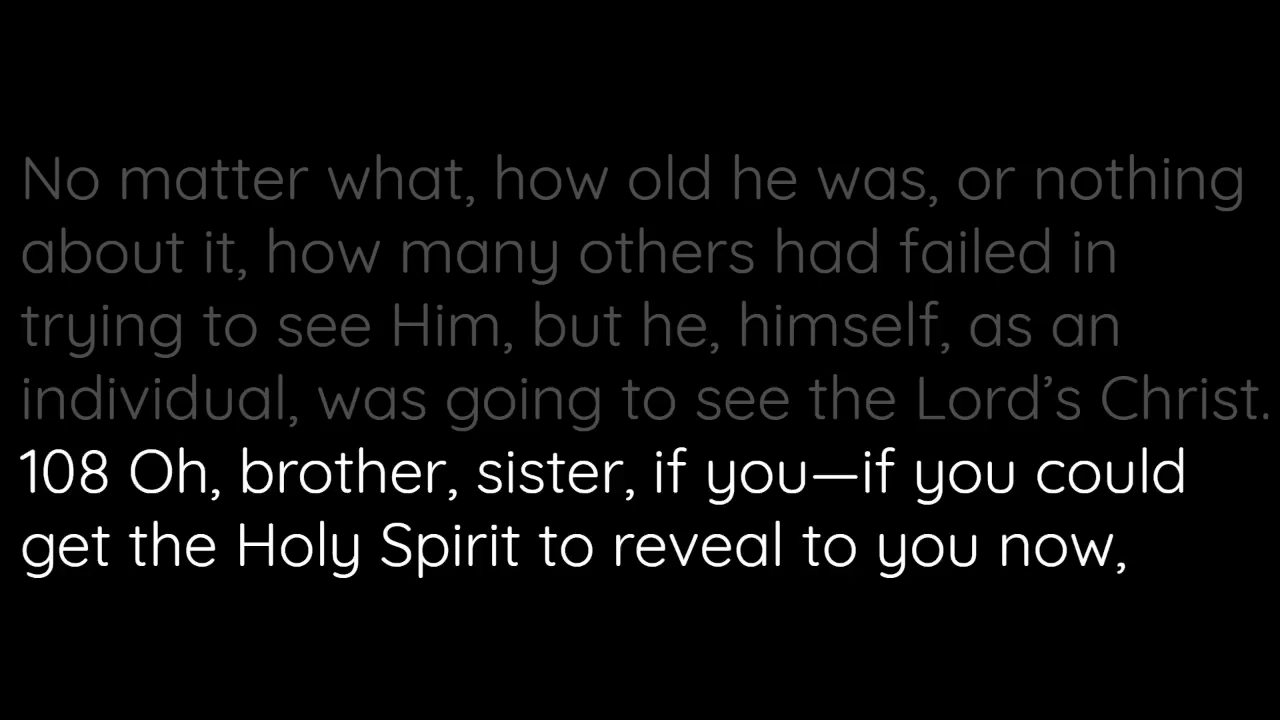 No matter what, how old he was, or nothing
about it, how many others had failed in
trying to see Him, but he, himself, as an
individual, was going to see the Lord’s Christ.
108 Oh, brother, sister, if you—if you could
get the Holy Spirit to reveal to you now,